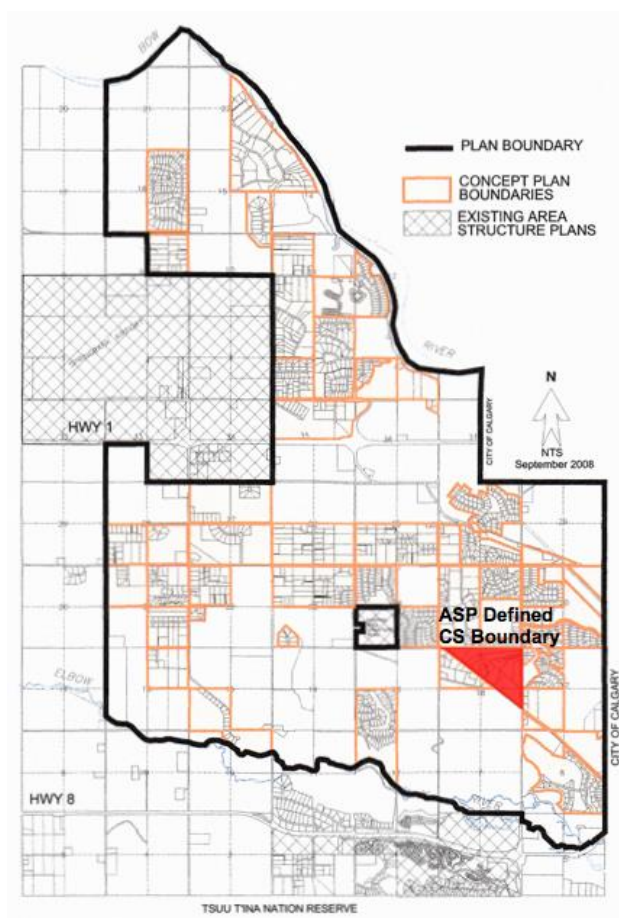 BOW
PLAN BOUNDARY
CONCEPT PLAN
BOUNDARIES
EXISTING AREA
STRUCTURE PLANS
RIVER
N
HWY 1
NTS
September 2008
CITY OF CALGARY
ASP Defined
CS Boundary
ELBOW
CITY OF CALGARY
HWY 8
TSUU T'INA NATION RESERVE